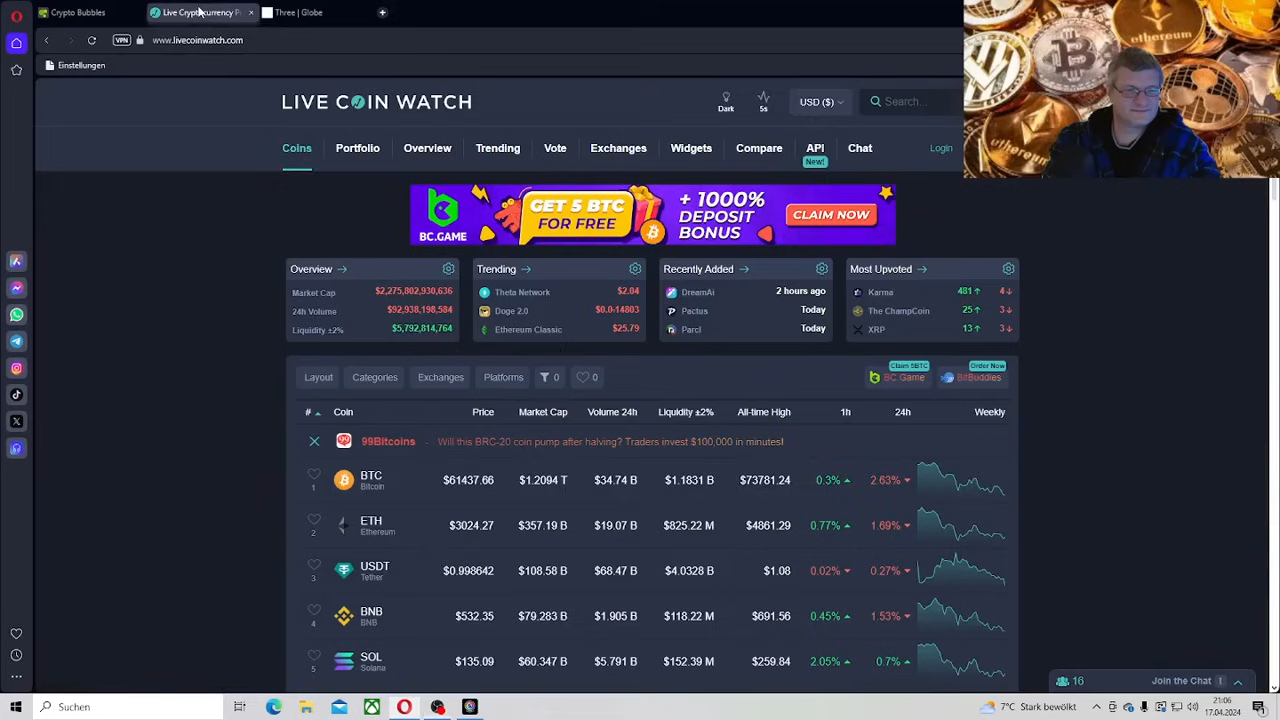 Crypto Bubbles
Live Cryptocurrency P
Three | Globe
VPN
www.livecoinwatch.com
Einstellungen
LIVE COIN WATCH
Dark
5s
USD ($)
Search...
Coins
Portfolio
Overview
Trending
Vote
Exchanges
Widgets
Compare
API
New!
Chat
Login
BC.GAME
GET 5 BTC
FOR FREE
+ 1000%
DEPOSIT
BONUS
CLAIM NOW
Overview
Market Cap $2,275,802,930,636
24h Volume $92,938,198,584
Liquidity ±2% $5,792,814,764
Trending
Theta Network $2.04
Doge 2.0 $0.0₇14803
Ethereum Classic $25.79
Recently Added
DreamAi 2 hours ago
Pactus Today
Parcl Today
Most Upvoted
Karma 481 4
The ChampCoin 25 3
XRP 13 3
Layout
Categories
Exchanges
Platforms
0
0
Claim 5BTC
BC Game
Order Now
BitBuddies
# Coin Price Market Cap Volume 24h Liquidity ±2% All-time High 1h 24h Weekly
99Bitcoins - Will this BRC-20 coin pump after halving? Traders invest $100,000 in minutes!
1 BTC Bitcoin $61437.66 $1.2094 T $34.74 B $1.1831 B $73781.24 0.3% 2.63%
2 ETH Ethereum $3024.27 $357.19 B $19.07 B $825.22 M $4861.29 0.77% 1.69%
3 USDT Tether $0.998642 $108.58 B $68.47 B $4.0328 B $1.08 0.02% 0.27%
4 BNB BNB $532.35 $79.283 B $1.905 B $118.22 M $691.56 0.45% 1.53%
5 SOL Solana $135.09 $60.347 B $5.791 B $152.39 M $259.84 2.05% 0.7%
16 Join the Chat
ethereum
Suchen
7°C Stark bewölkt
21:06
17.04.2024